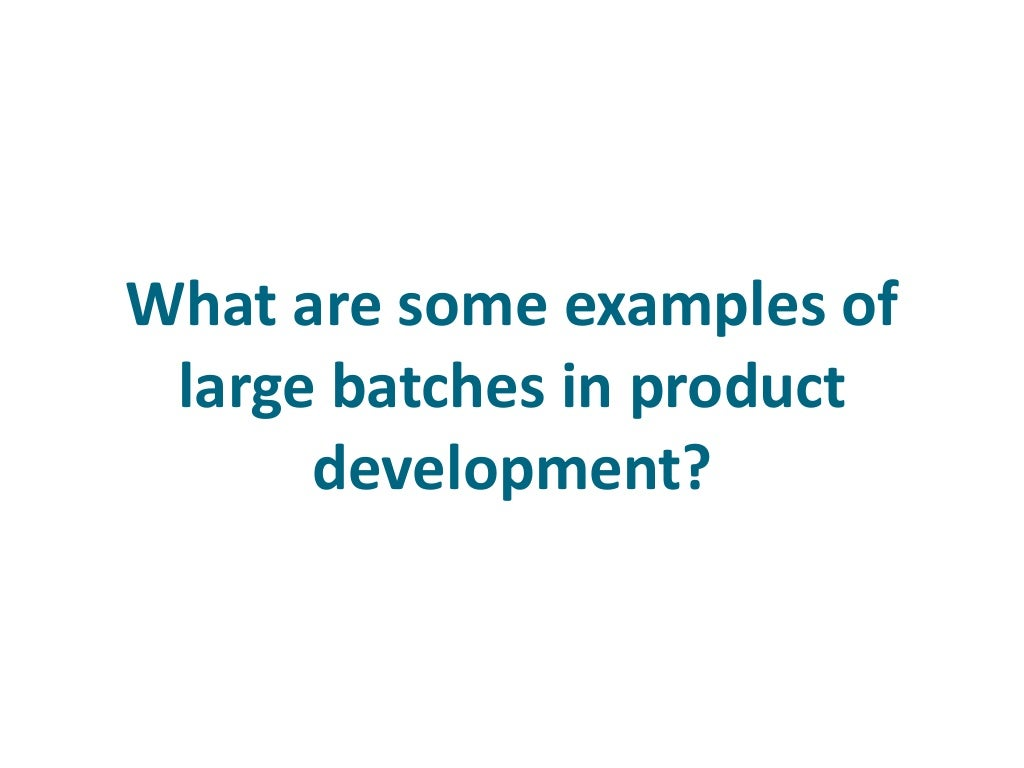 What are some examples of
large batches in product
development?